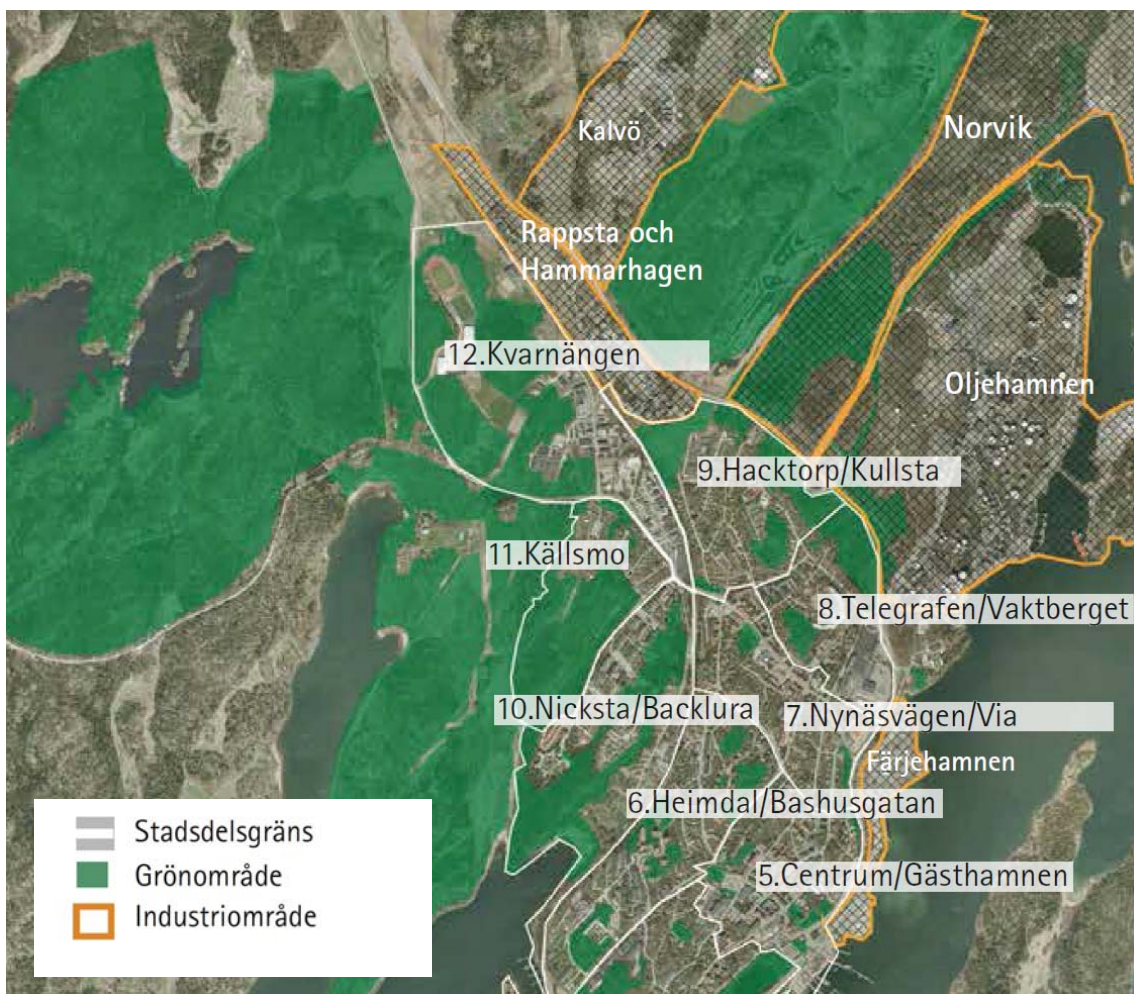 Kalvö
Norvik
Rappsta och
Hammarhagen
12.Kvarnängen
Oljehamnen
9.Hacktorp/Kullsta
11.Källsmo
8.Telegrafen/Vaktberget
10.Nicksta/Backlura
7.Nynäsvägen/Via
Färjehamnen
6.Heimdal/Bashusgatan
5.Centrum/Gästhamnen
Stadsdelsgräns
Grönområde
Industriområde